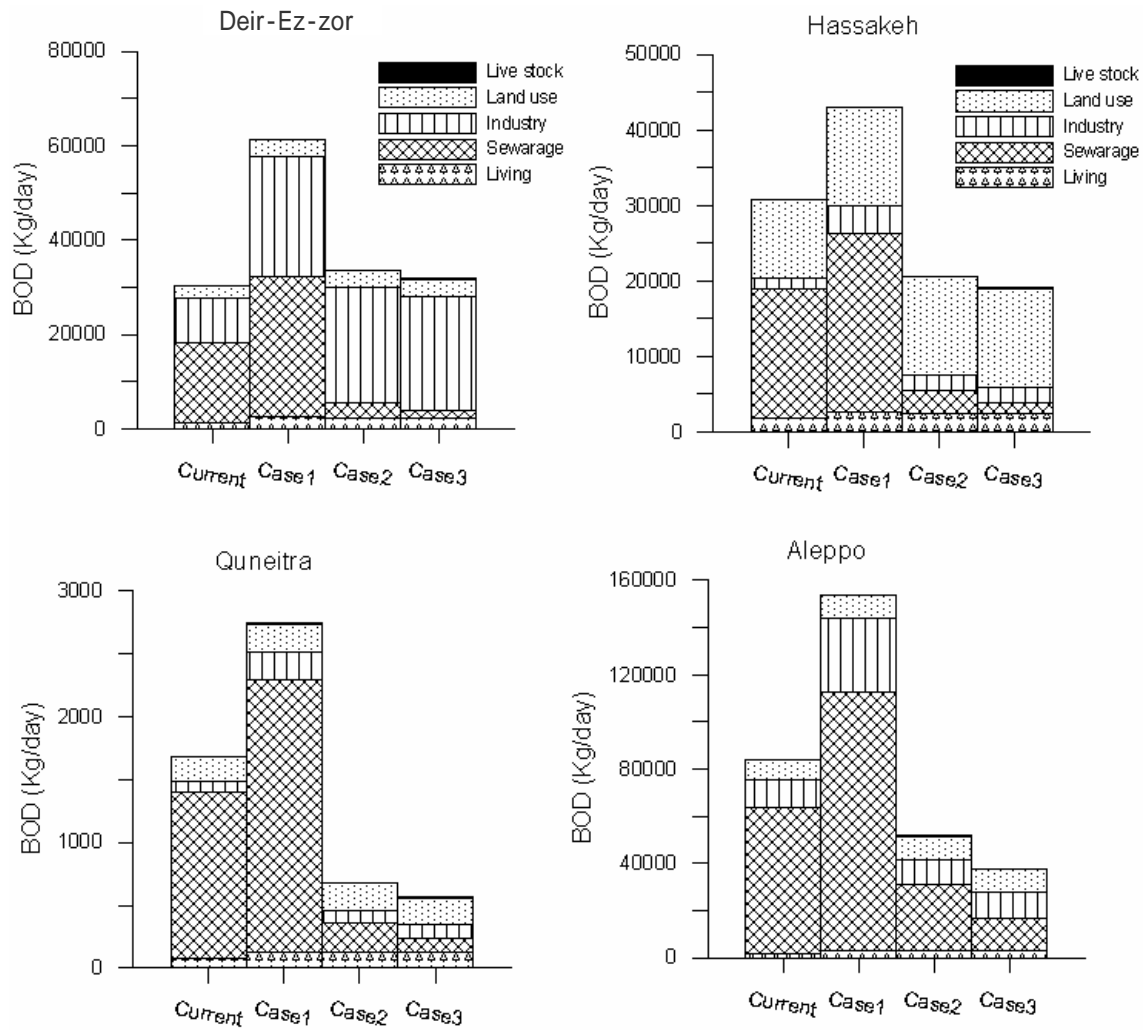 Deir-Ez-zor
80000
60000
40000
20000
0
BOD (Kg/day)
Live stock
Land use
Industry
Sewarage
Living
Current Case1 Case2 Case3
Hassakeh
50000
40000
30000
20000
10000
0
BOD (Kg/day)
Live stock
Land use
Industry
Sewarage
Living
Current Case1 Case2 Case3
Quneitra
3000
2000
1000
0
BOD (Kg/day)
Current Case1 Case2 Case3
Aleppo
160000
120000
80000
40000
0
BOD (Kg/day)
Current Case1 Case2 Case3